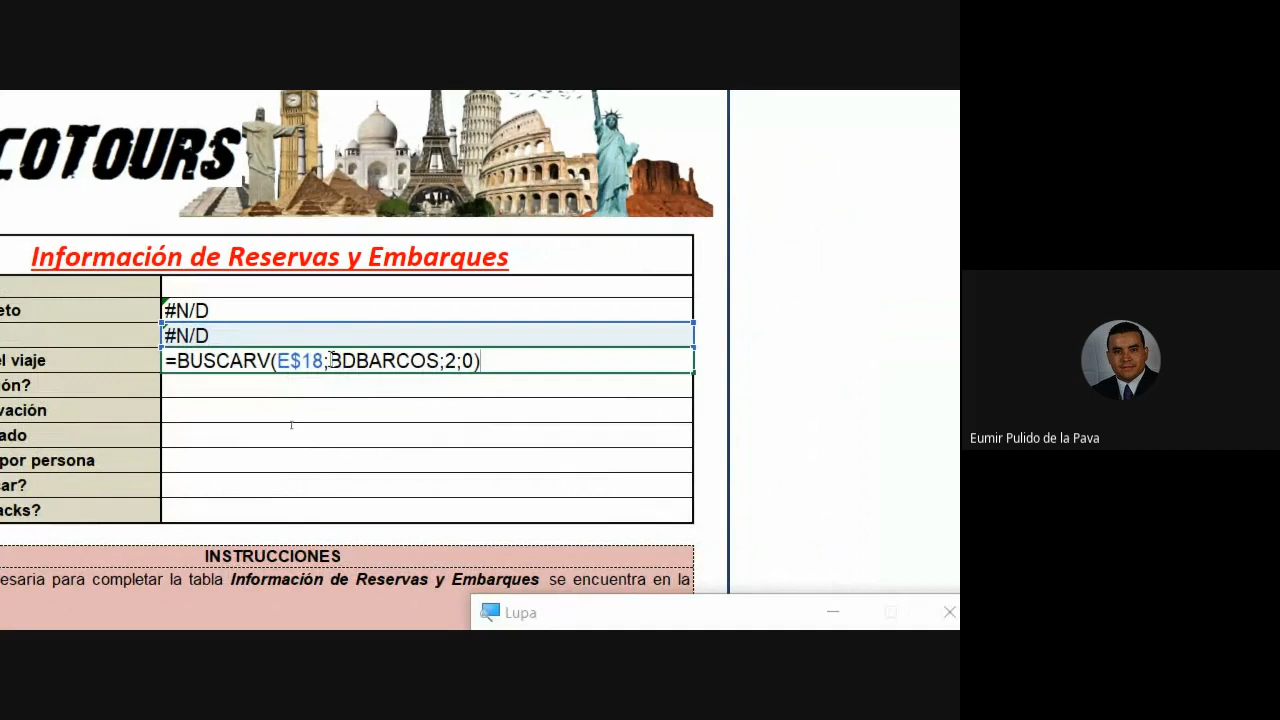 COTOURS
Información de Reservas y Embarques
eto
#N/D
#N/D
el viaje
=BUSCARV(E$18;BDBARCOS;2;0)
ión?
vación
ado
por persona
ar?
acks?
INSTRUCCIONES
esaria para completar la tabla Información de Reservas y Embarques se encuentra en la
Lupa
Eumir Pulido de la Pava